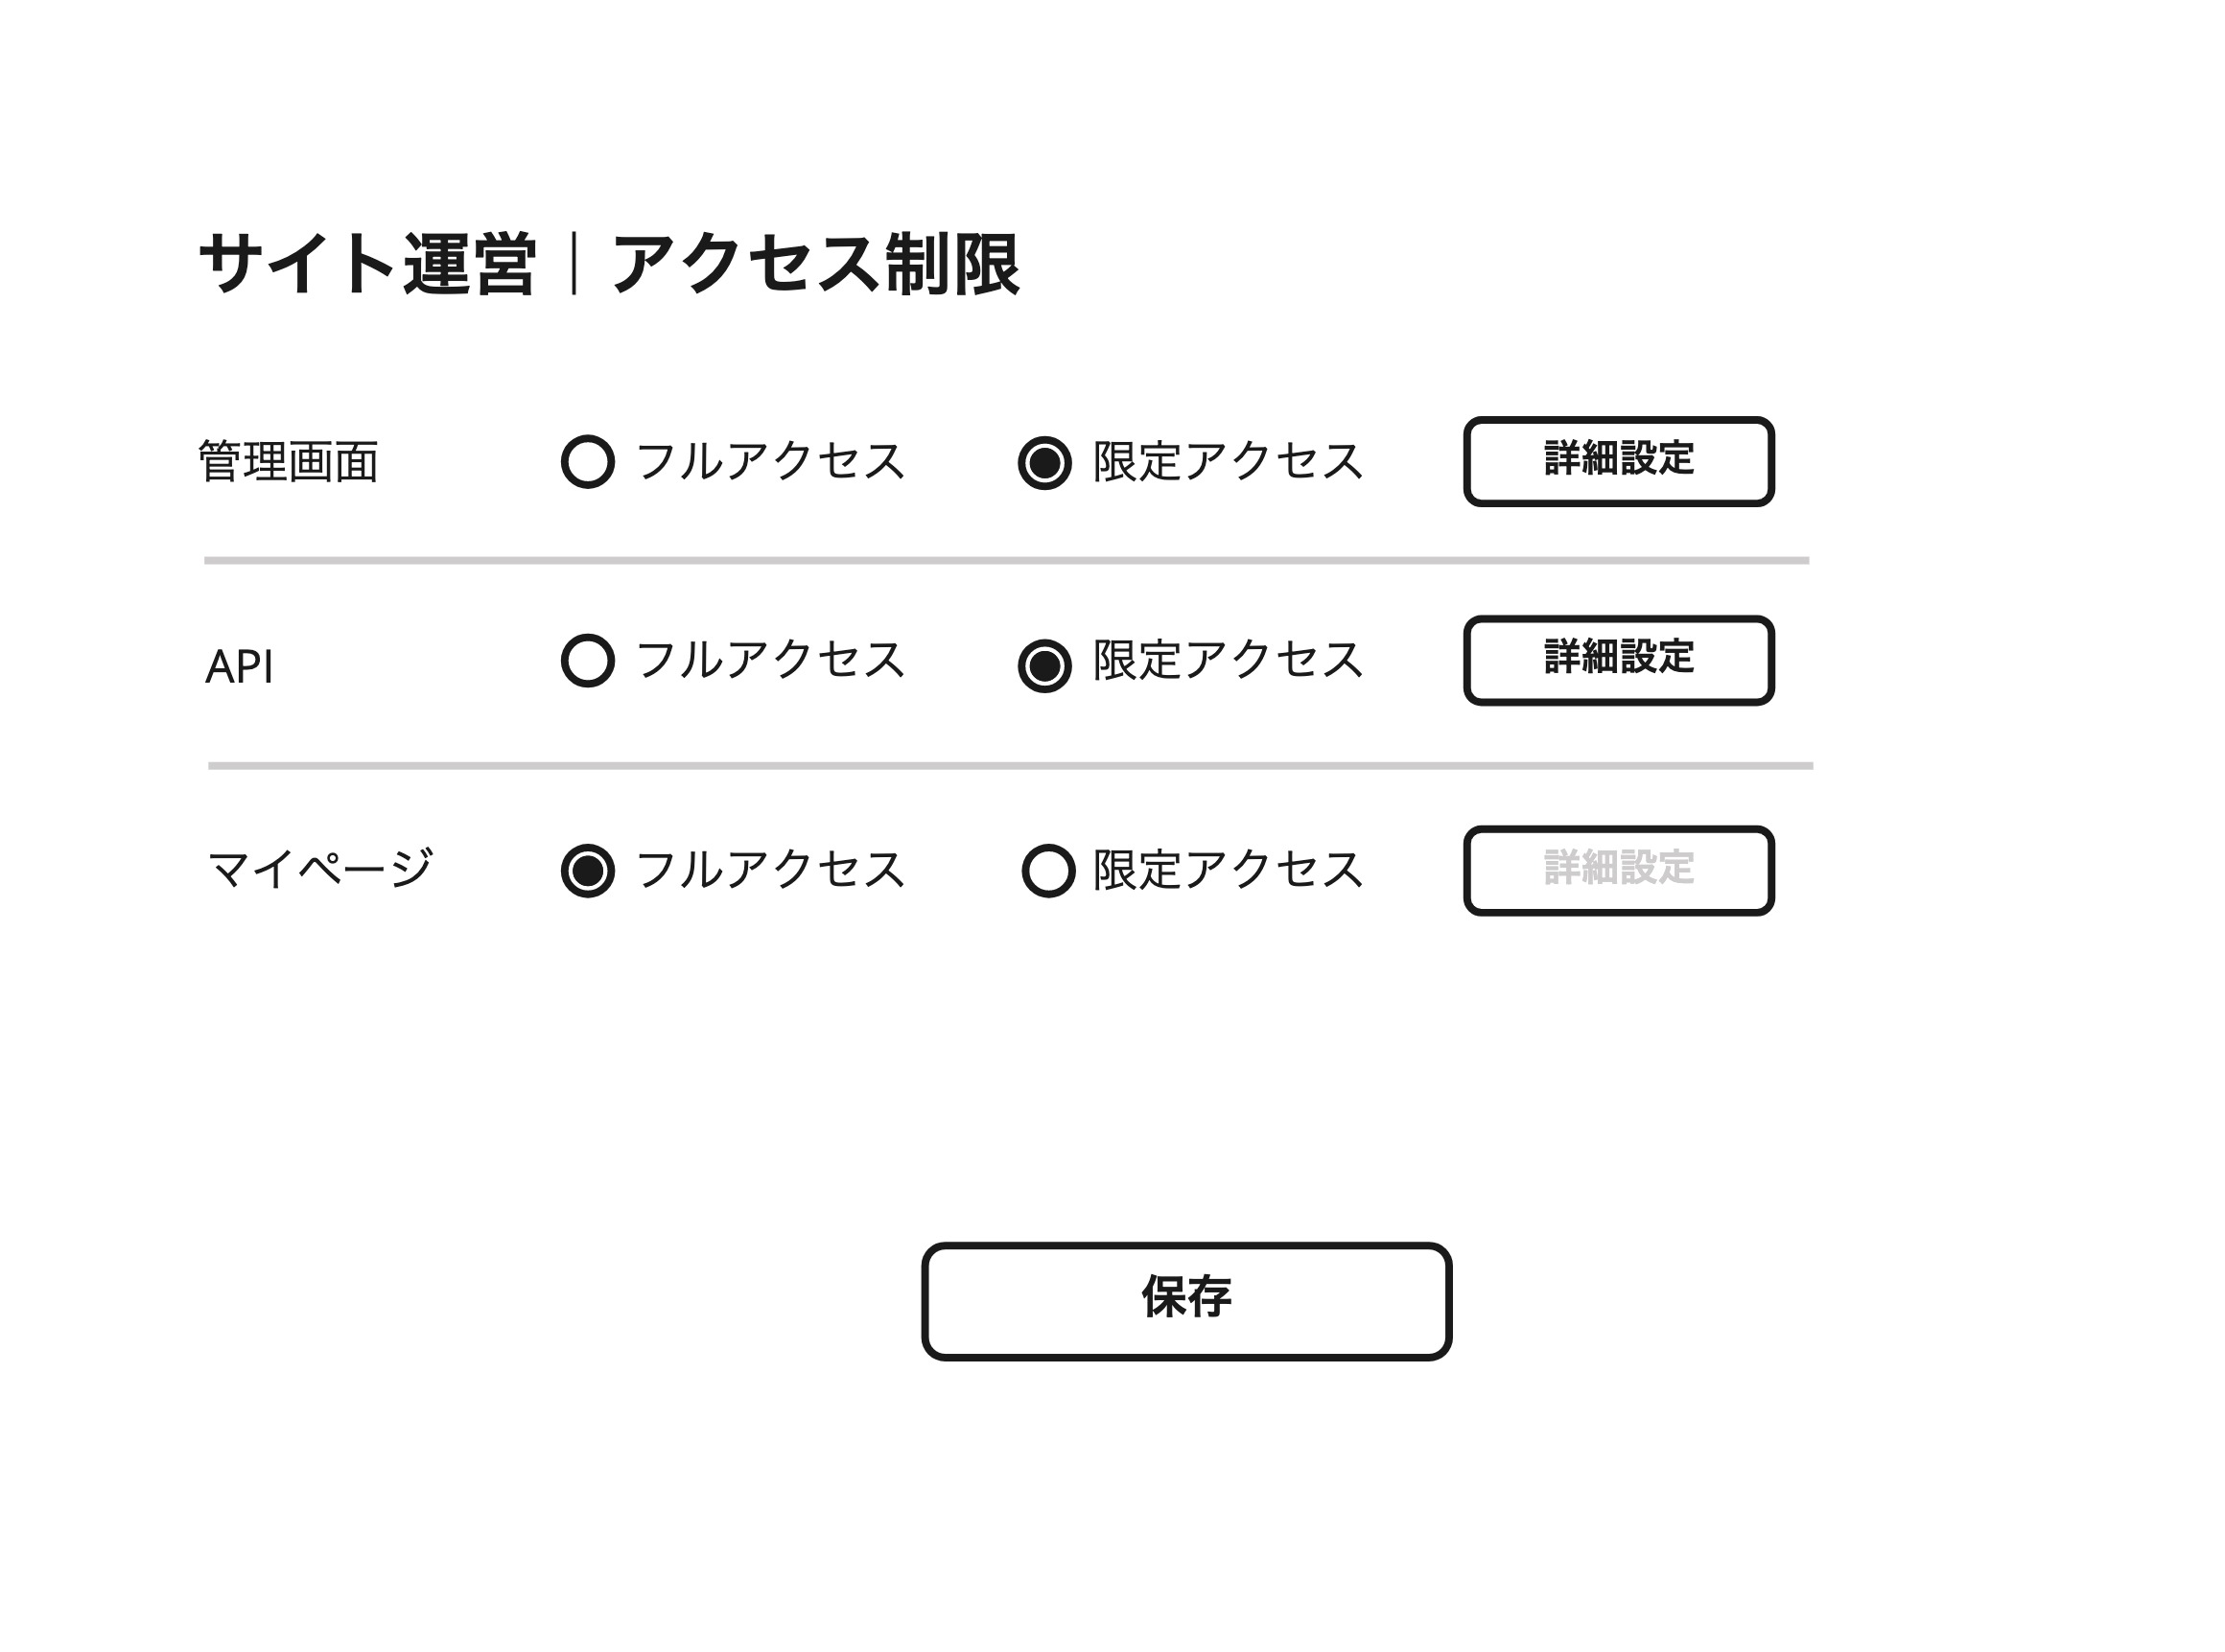 サイト運営｜アクセス制限
管理画面 フルアクセス 限定アクセス 詳細設定
API フルアクセス 限定アクセス 詳細設定
マイページ フルアクセス 限定アクセス 詳細設定
保存